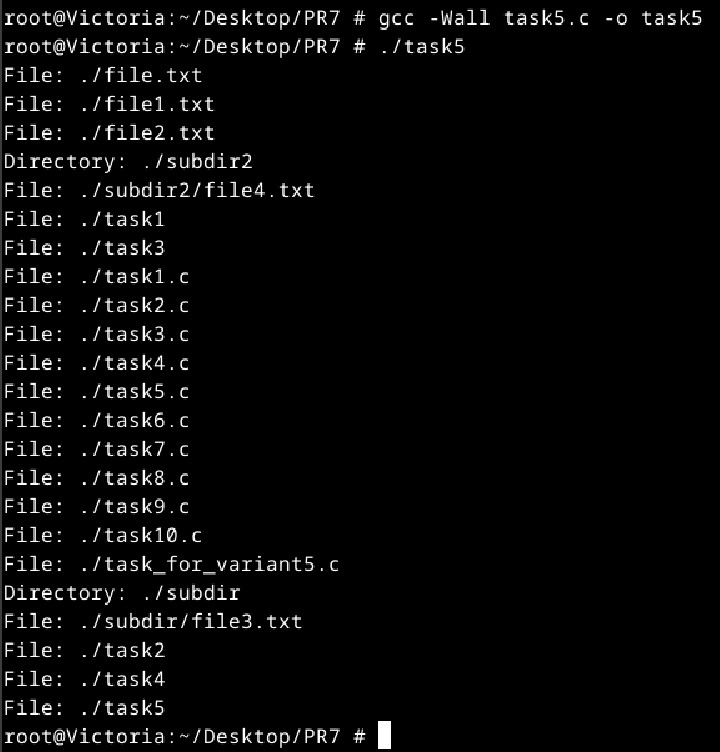 root@Victoria:~/Desktop/PR7 # gcc -Wall task5.c -o task5
root@Victoria:~/Desktop/PR7 # ./task5
File: ./file.txt
File: ./file1.txt
File: ./file2.txt
Directory: ./subdir2
File: ./subdir2/file4.txt
File: ./task1
File: ./task3
File: ./task1.c
File: ./task2.c
File: ./task3.c
File: ./task4.c
File: ./task5.c
File: ./task6.c
File: ./task7.c
File: ./task8.c
File: ./task9.c
File: ./task10.c
File: ./task_for_variant5.c
Directory: ./subdir
File: ./subdir/file3.txt
File: ./task2
File: ./task4
File: ./task5
root@Victoria:~/Desktop/PR7 #